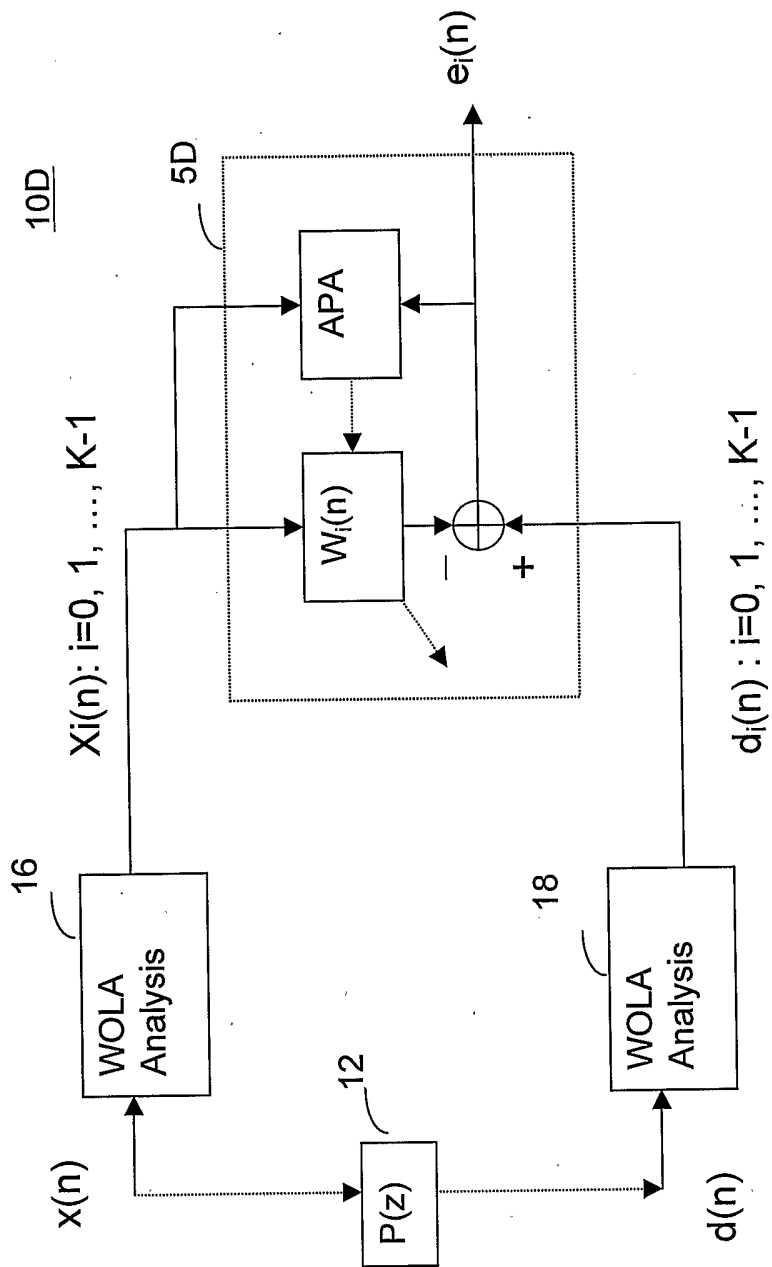 10D
x(n)
16
WOLA
Analysis
Xi(n): i=0, 1, ..., K-1
5D
Wi(n)
APA
−
+
ei(n)
12
P(z)
d(n)
18
WOLA
Analysis
di(n) : i=0, 1, ..., K-1